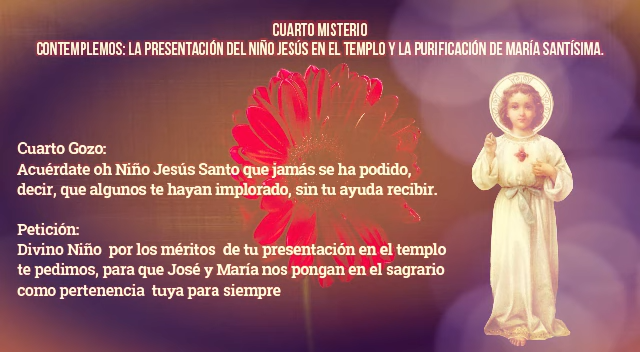 CUARTO MISTERIO
CONTEMPLEMOS: LA PRESENTACIÓN DEL NIÑO JESÚS EN EL TEMPLO Y LA PURIFICACIÓN DE MARÍA SANTÍSIMA.
Cuarto Gozo:
Acuérdate oh Niño Jesús Santo que jamás se ha podido,
decir, que algunos te hayan implorado, sin tu ayuda recibir.
Petición:
Divino Niño por los méritos de tu presentación en el templo
te pedimos, para que José y María nos pongan en el sagrario
como pertenencia tuya para siempre